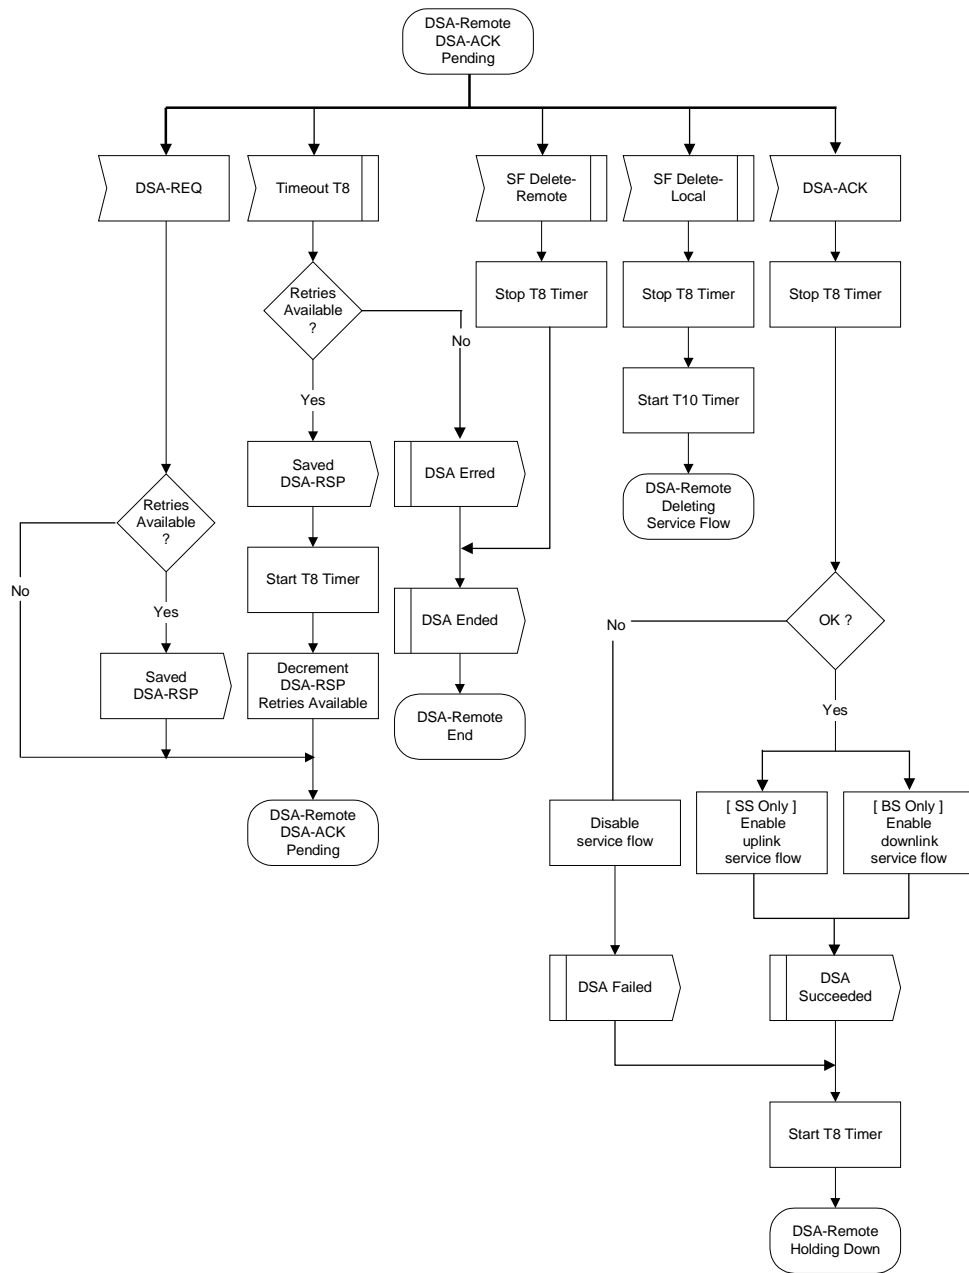 DSA-Remote
DSA-ACK
Pending
DSA-REQ
Timeout T8
SF Delete-
Remote
SF Delete-
Local
DSA-ACK
Retries
Available
?
Stop T8 Timer
Stop T8 Timer
Stop T8 Timer
No
Yes
Start T10 Timer
Saved
DSA-RSP
DSA Erred
DSA-Remote
Deleting
Service Flow
Retries
Available
?
Start T8 Timer
No
Yes
DSA Ended
No
OK ?
Saved
DSA-RSP
Decrement
DSA-RSP
Retries Available
DSA-Remote
End
Yes
DSA-Remote
DSA-ACK
Pending
Disable
service flow
[ SS Only ]
Enable
uplink
service flow
[ BS Only ]
Enable
downlink
service flow
DSA Failed
DSA
Succeeded
Start T8 Timer
DSA-Remote
Holding Down